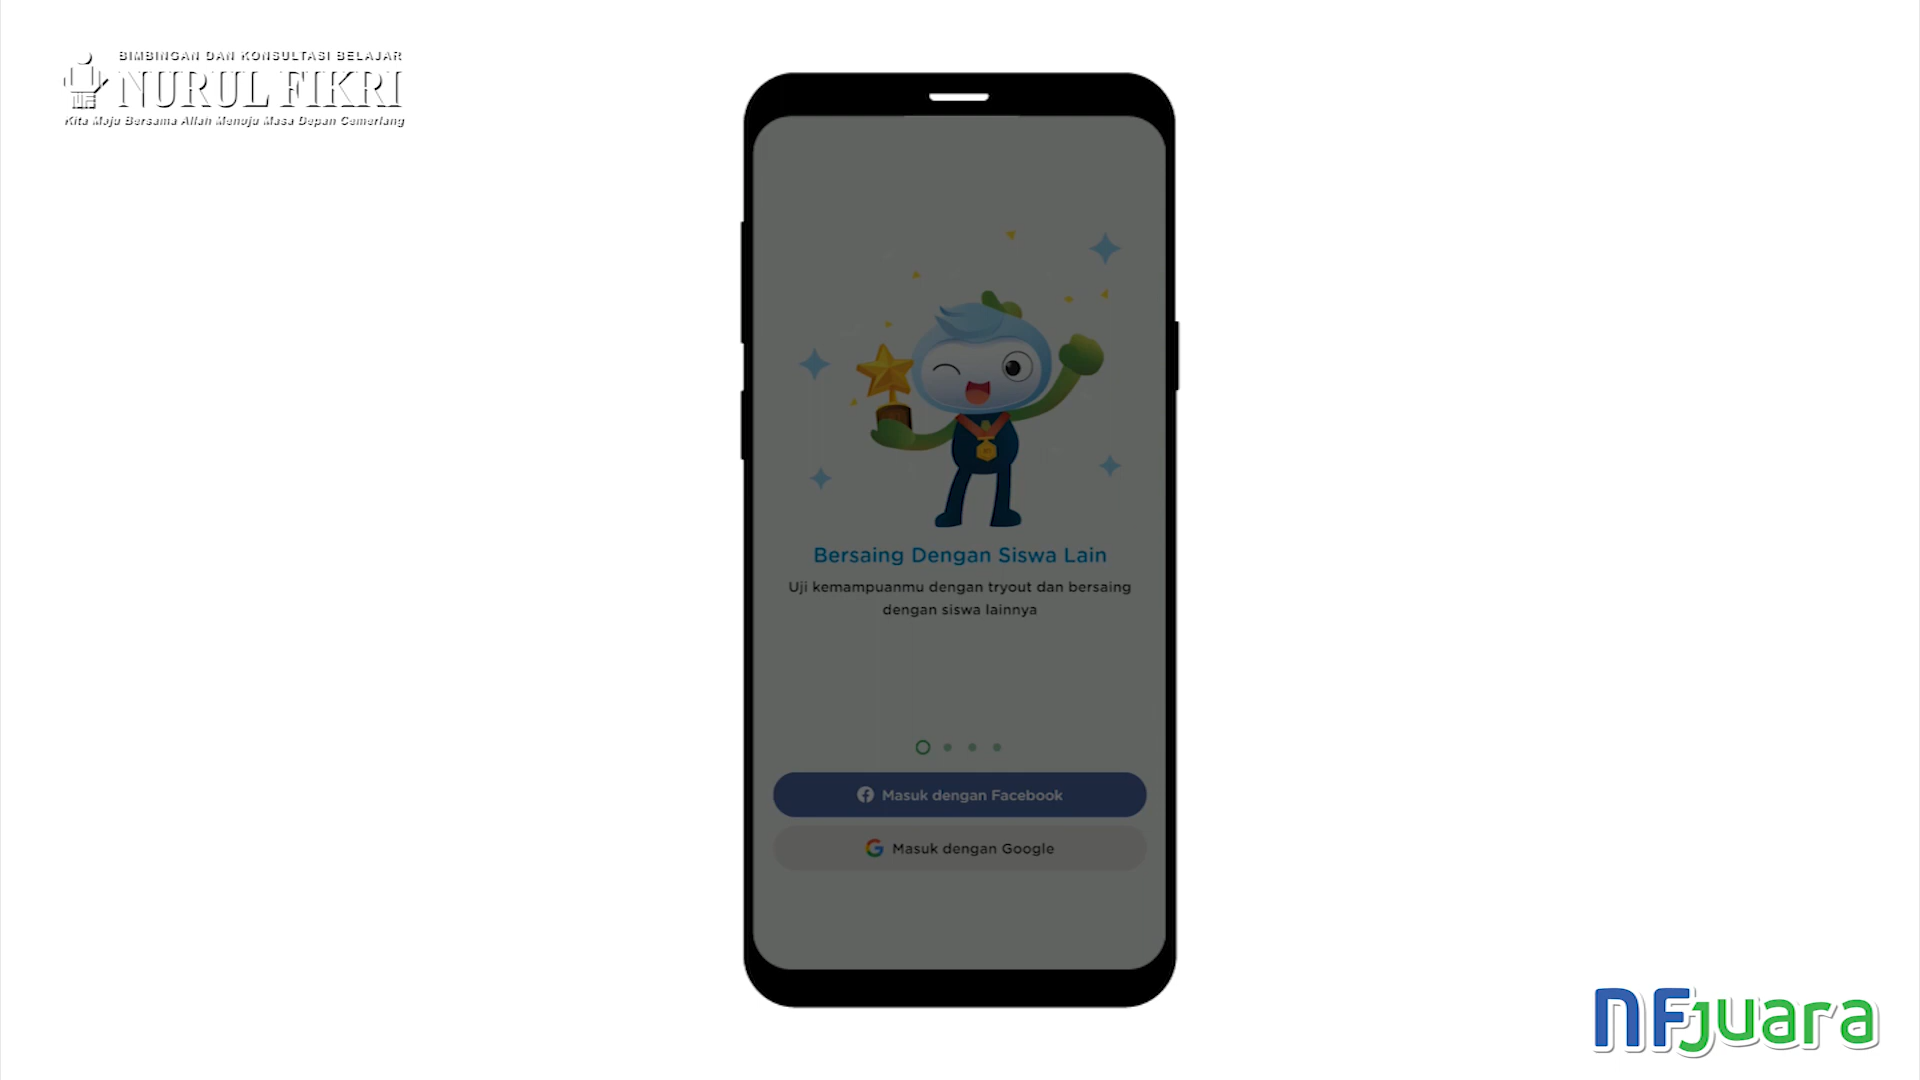 BIMBINGAN DAN KONSULTASI BELAJAR
NURUL FIKRI
Kita Maju Bersama Allah Menuju Masa Depan Cemerlang
Bersaing Dengan Siswa Lain
Uji kemampuanmu dengan tryout dan bersaing
dengan siswa lainnya
Masuk dengan Facebook
Masuk dengan Google
NFjuara